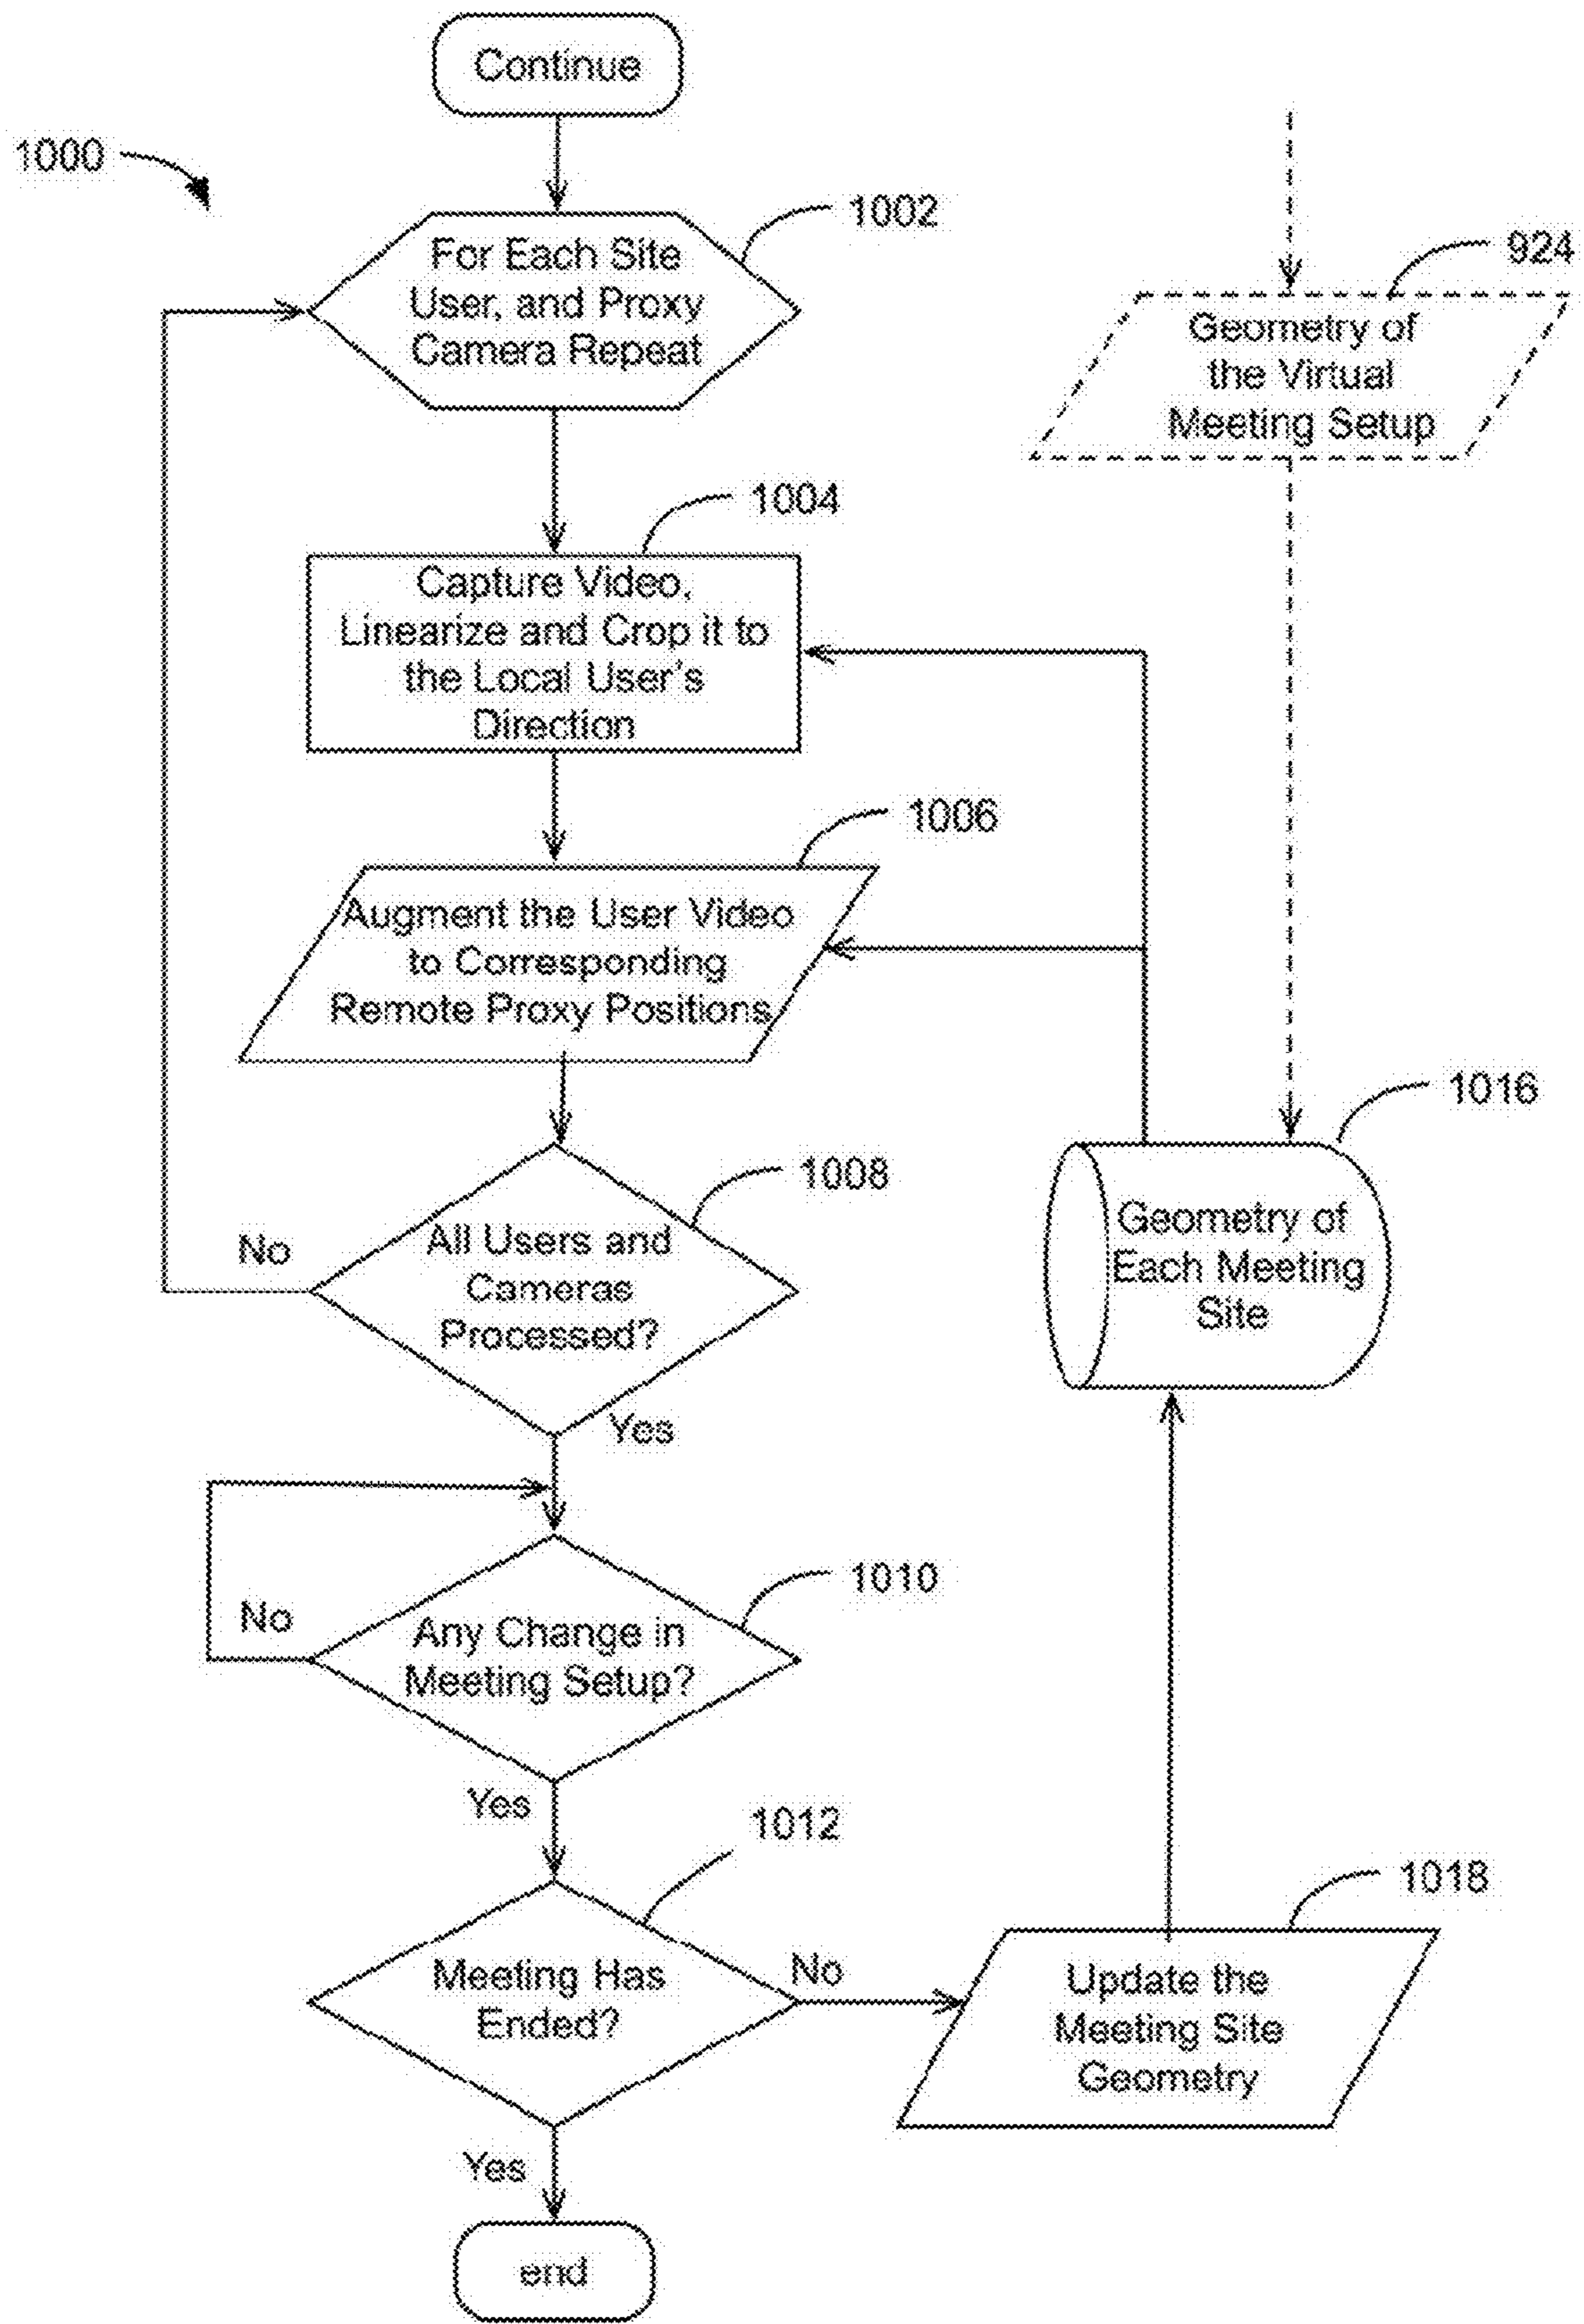 Continue
1000
1002
For Each Site
User, and Proxy
Camera Repeat
924
Geometry of
the Virtual
Meeting Setup
1004
Capture Video,
Linearize and Crop it to
the Local User's
Direction
1006
Augment the User Video
to Corresponding
Remote Proxy Positions
1016
Geometry of
Each Meeting
Site
1008
All Users and
Cameras
Processed?
No
Yes
1010
Any Change in
Meeting Setup?
No
Yes
1012
Meeting Has
Ended?
No
1018
Update the
Meeting Site
Geometry
Yes
end